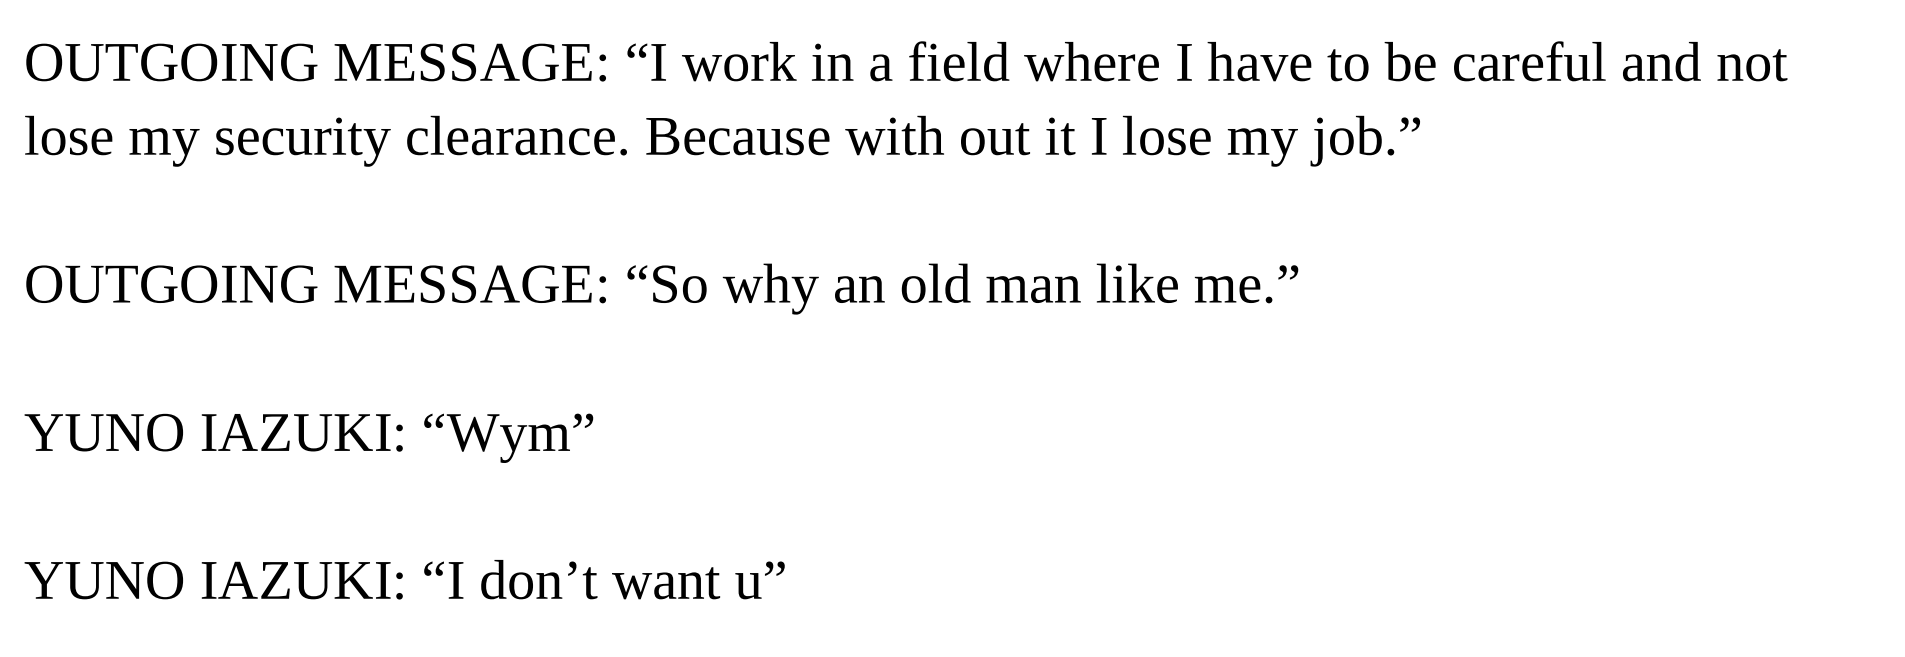 OUTGOING MESSAGE: “I work in a field where I have to be careful and not
lose my security clearance. Because with out it I lose my job.”
OUTGOING MESSAGE: “So why an old man like me.”
YUNO IAZUKI: “Wym”
YUNO IAZUKI: “I don’t want u”